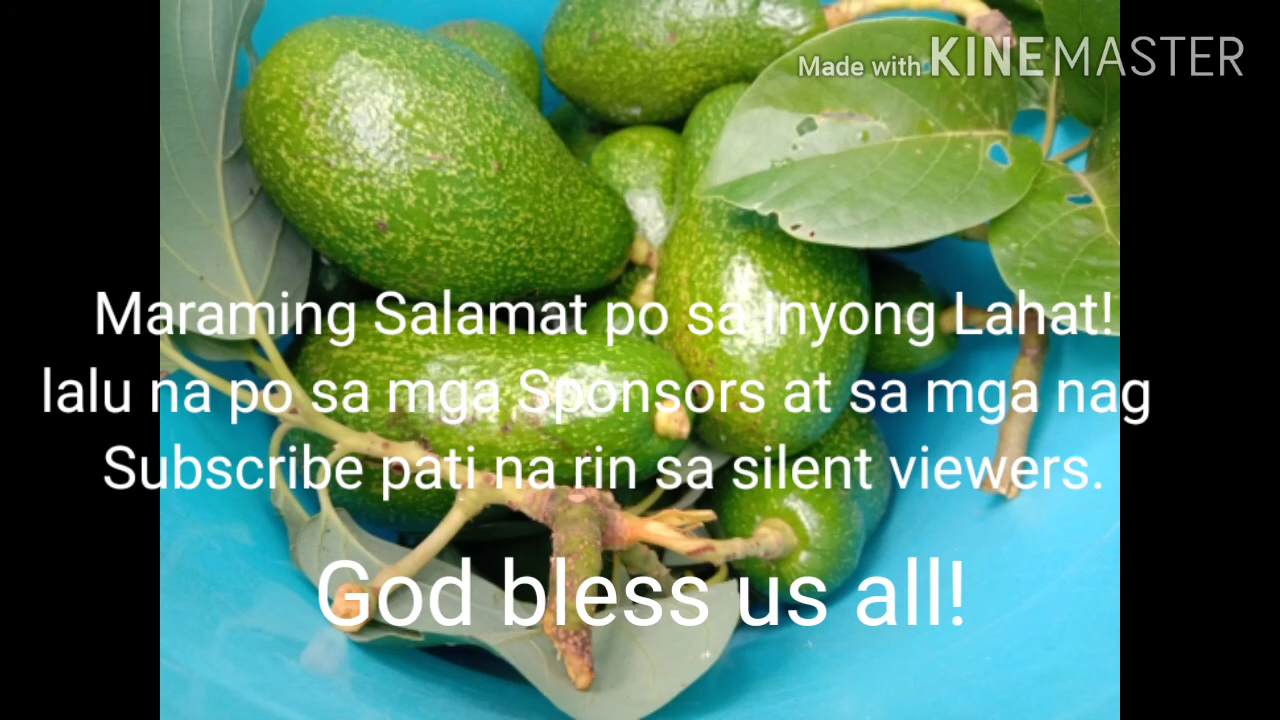 Made with KINEMASTER
Maraming Salamat po sa inyong Lahat!
lalu na po sa mga Sponsors at sa mga nag
Subscribe pati na rin sa silent viewers.
God bless us all!